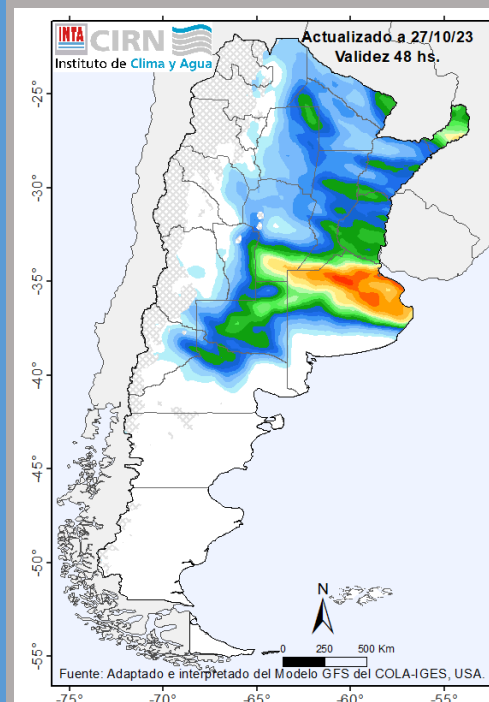 INTA CIRN
Instituto de Clima y Agua
Actualizado a 27/10/23
Validez 48 hs.
-25°
-30°
-35°
-40°
-45°
-50°
-55°
N
0 250 500 Km
Fuente: Adaptado e interpretado del Modelo GFS del COLA-IGES, USA.
-75° -70° -65° -60° -55°